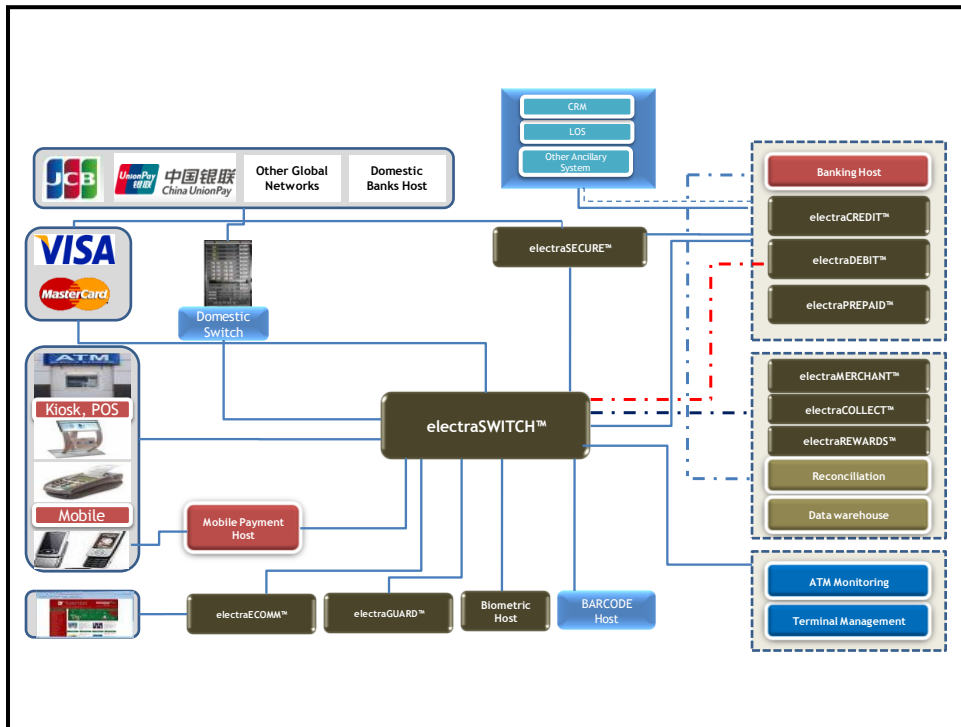 CRM
LOS
Other Ancillary
System
JCB
UnionPay
银联
中国银联
China UnionPay
Other Global
Networks
Domestic
Banks Host
Banking Host
electraCREDIT™
electraDEBIT™
electraPREPAID™
VISA
MasterCard
electraSECURE™
Domestic
Switch
ATM
Kiosk, POS
Mobile
electraSWITCH™
electraMERCHANT™
electraCOLLECT™
electraREWARDS™
Reconciliation
Data warehouse
Mobile Payment
Host
electraECOMM™
electraGUARD™
Biometric
Host
BARCODE
Host
ATM Monitoring
Terminal Management